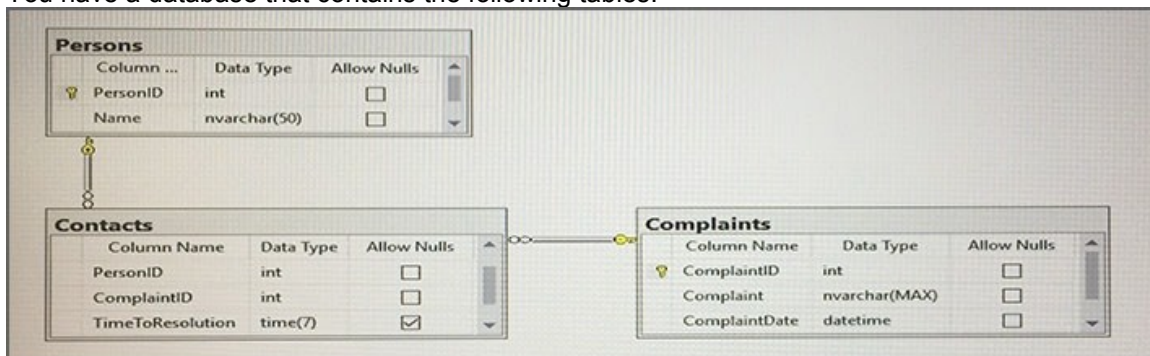 You have a database that contains the following tables.
Persons
Column ... Data Type Allow Nulls
PersonID int
Name nvarchar(50)
Contacts
Column Name Data Type Allow Nulls
PersonID int
ComplaintID int
TimeToResolution time(7)
Complaints
Column Name Data Type Allow Nulls
ComplaintID int
Complaint nvarchar(MAX)
ComplaintDate datetime